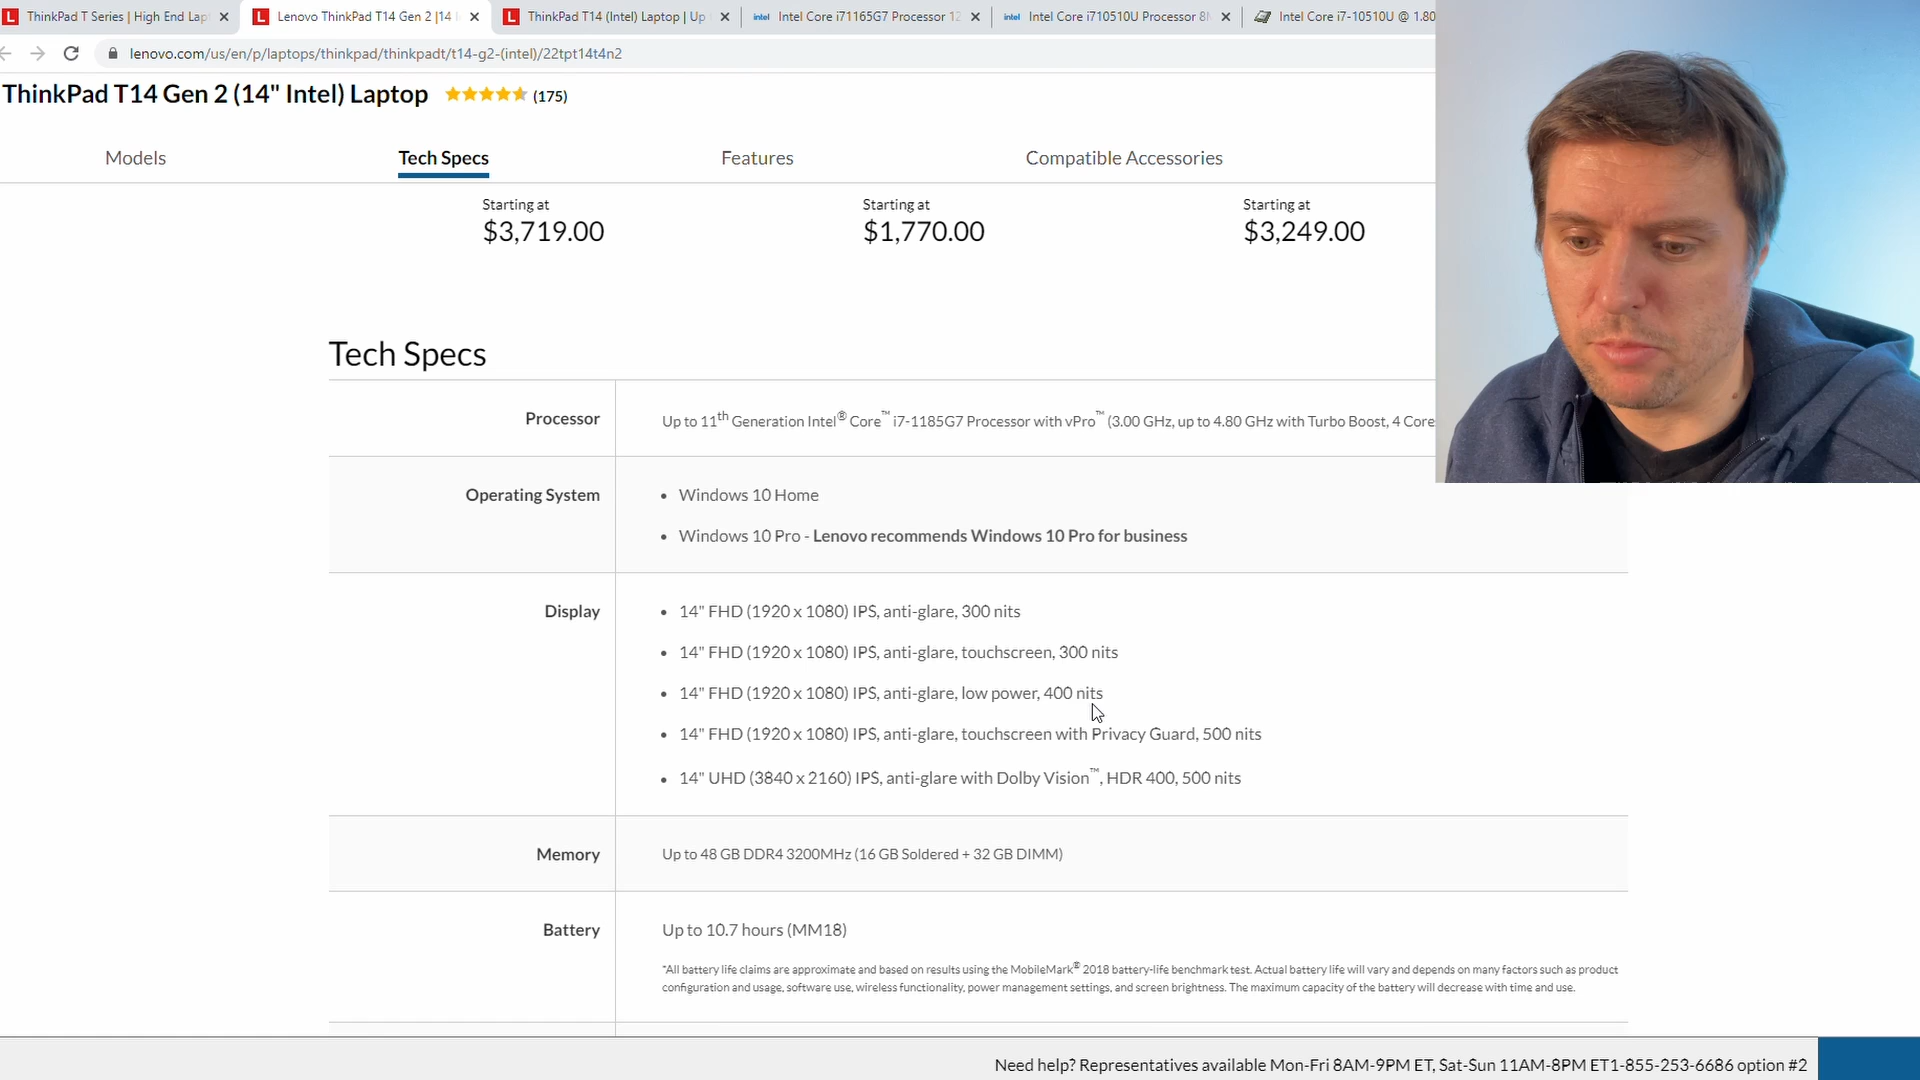 ThinkPad T Series | High End Lap
Lenovo ThinkPad T14 Gen 2 |14
ThinkPad T14 (Intel) Laptop | Up
intel Intel Core i71165G7 Processor 12
intel Intel Core i710510U Processor 8M
Intel Core i7-10510U @ 1.80
lenovo.com/us/en/p/laptops/thinkpad/thinkpadt/t14-g2-(intel)/22tpt14t4n2
ThinkPad T14 Gen 2 (14" Intel) Laptop (175)
Models Tech Specs Features Compatible Accessories
Starting at Starting at Starting at
$3,719.00 $1,770.00 $3,249.00
Tech Specs
Processor Up to 11th Generation Intel® Core™ i7-1185G7 Processor with vPro™ (3.00 GHz, up to 4.80 GHz with Turbo Boost, 4 Core
Operating System • Windows 10 Home
• Windows 10 Pro - Lenovo recommends Windows 10 Pro for business
Display • 14" FHD (1920 x 1080) IPS, anti-glare, 300 nits
• 14" FHD (1920 x 1080) IPS, anti-glare, touchscreen, 300 nits
• 14" FHD (1920 x 1080) IPS, anti-glare, low power, 400 nits
• 14" FHD (1920 x 1080) IPS, anti-glare, touchscreen with Privacy Guard, 500 nits
• 14" UHD (3840 x 2160) IPS, anti-glare with Dolby Vision™, HDR 400, 500 nits
Memory Up to 48 GB DDR4 3200MHz (16 GB Soldered + 32 GB DIMM)
Battery Up to 10.7 hours (MM18)
*All battery life claims are approximate and based on results using the MobileMark® 2018 battery-life benchmark test. Actual battery life will vary and depends on many factors such as product
configuration and usage, software use, wireless functionality, power management settings, and screen brightness. The maximum capacity of the battery will decrease with time and use.
Need help? Representatives available Mon-Fri 8AM-9PM ET, Sat-Sun 11AM-8PM ET1-855-253-6686 option #2